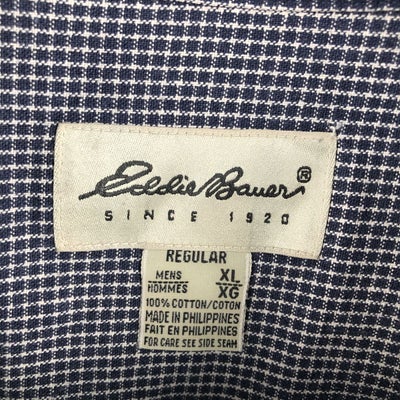 Eddie Bauer®
SINCE 1920
REGULAR
MENS XL
HOMMES XG
100% COTTON/COTON
MADE IN PHILIPPINES
FAIT EN PHILIPPINES
FOR CARE SEE SIDE SEAM